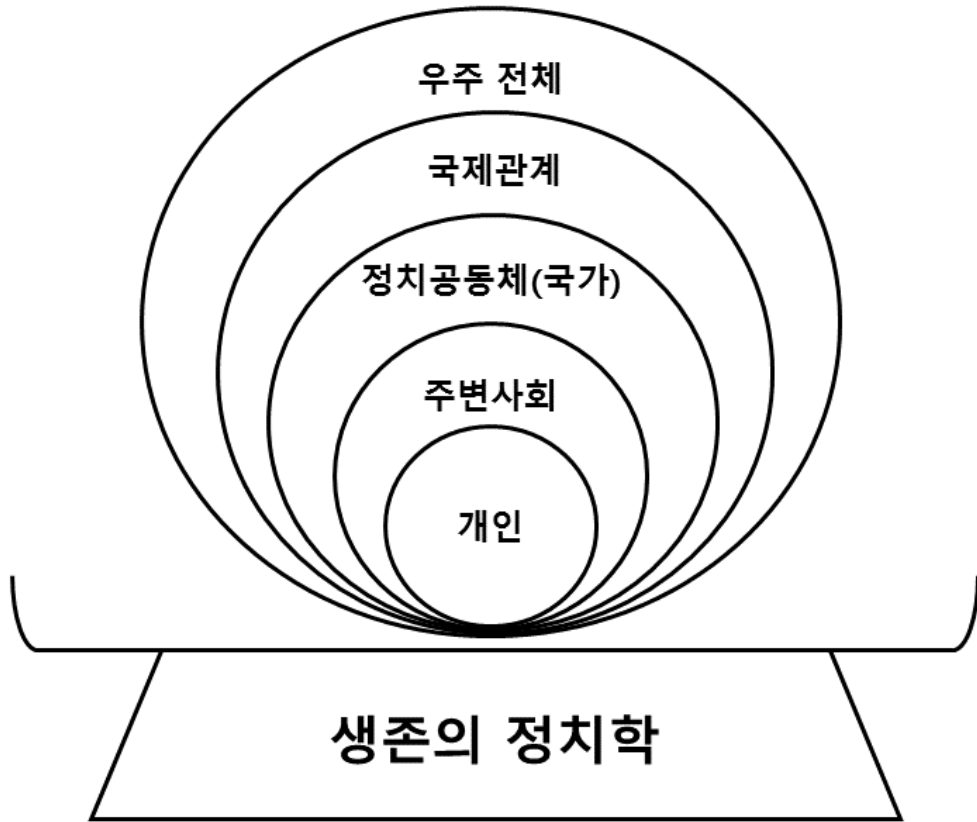 우주 전체
국제관계
정치공동체(국가)
주변사회
개인
생존의 정치학